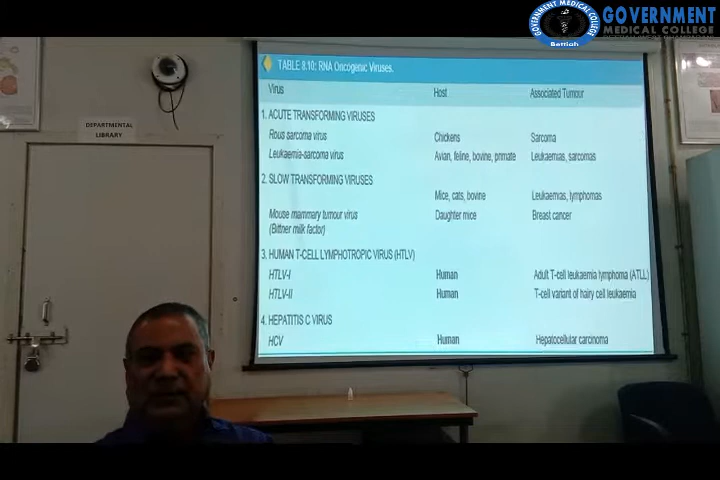 GOVERNMENT MEDICAL COLLEGE
Bettiah
GOVERNMENT
MEDICAL COLLEGE
DEPARTMENTAL
LIBRARY
TABLE 8.10: RNA Oncogenic Viruses.
Virus Host Associated Tumour
1. ACUTE TRANSFORMING VIRUSES
Rous sarcoma virus Chickens Sarcoma
Leukaemia-sarcoma virus Avian, feline, bovine, primate Leukaemias, sarcomas
2. SLOW TRANSFORMING VIRUSES
Mice, cats, bovine Leukaemias, lymphomas
Mouse mammary tumour virus Daughter mice Breast cancer
(Bittner milk factor)
3. HUMAN T-CELL LYMPHOTROPIC VIRUS (HTLV)
HTLV-I Human Adult T-cell leukaemia lymphoma (ATLL)
HTLV-II Human T-cell variant of hairy cell leukaemia
4. HEPATITIS C VIRUS
HCV Human Hepatocellular carcinoma